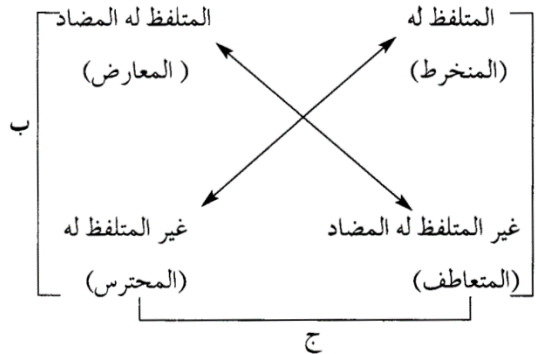 المتلفظ له المتلفظ له المضاد
(المنخرط) (المعارض)
ب
غير المتلفظ له المضاد غير المتلفظ له
(المتعاطف) (المحترس)
ج